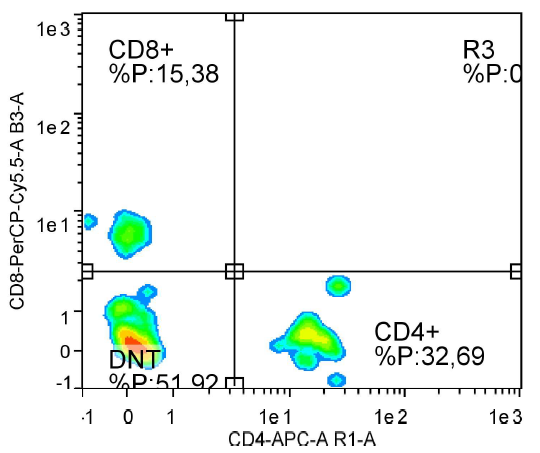 1e3
CD8+
%P:15,38
R3
%P:0
1e2
1e1
CD8-PerCP-Cy5.5-A B3-A
1
0
-1
DNT
%P:51,92
CD4+
%P:32,69
-1 0 1 1e1 1e2 1e3
CD4-APC-A R1-A